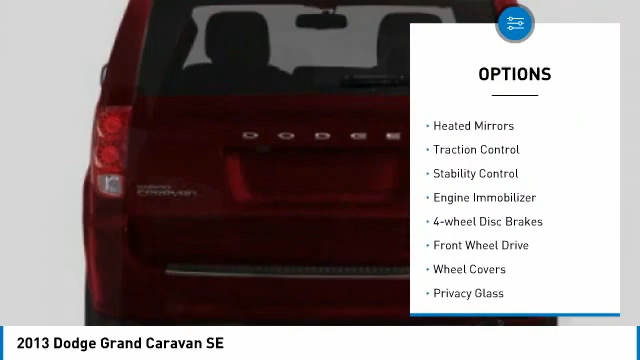 OPTIONS
• Heated Mirrors
• Traction Control
• Stability Control
• Engine Immobilizer
• 4-wheel Disc Brakes
• Front Wheel Drive
• Wheel Covers
• Privacy Glass
DODGE
CARAVAN
2013 Dodge Grand Caravan SE